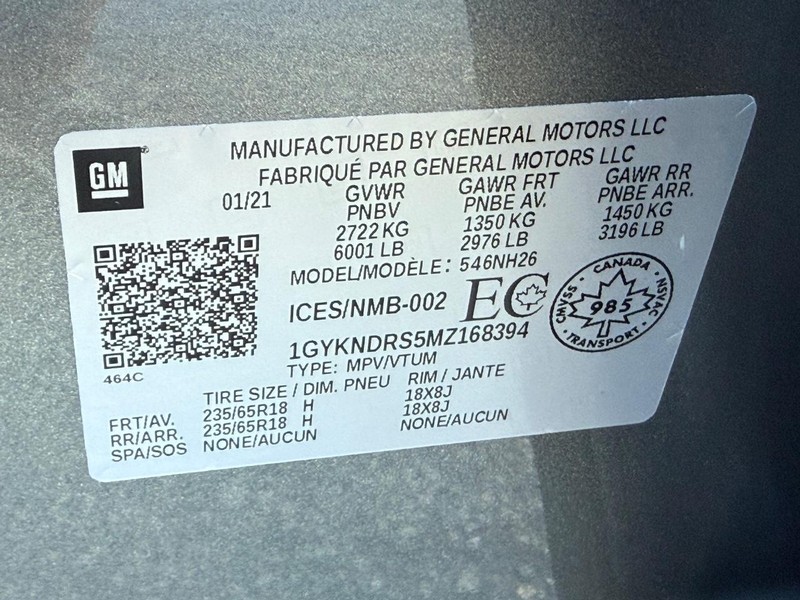 GM
MANUFACTURED BY GENERAL MOTORS LLC
FABRIQUÉ PAR GENERAL MOTORS LLC
01/21
GVWR
PNBV
2722 KG
6001 LB
GAWR FRT
PNBE AV.
1350 KG
2976 LB
GAWR RR
PNBE ARR.
1450 KG
3196 LB
MODEL/MODÈLE: 546NH26
ICES/NMB-002 EC
CANADA
CMVSS 985 NSVAC
TRANSPORT
1GYKNDRS5MZ168394
TYPE: MPV/VTUM
464C
TIRE SIZE / DIM. PNEU RIM / JANTE
FRT/AV. 235/65R18 H 18X8J
RR/ARR. 235/65R18 H 18X8J
SPA/SOS NONE/AUCUN NONE/AUCUN